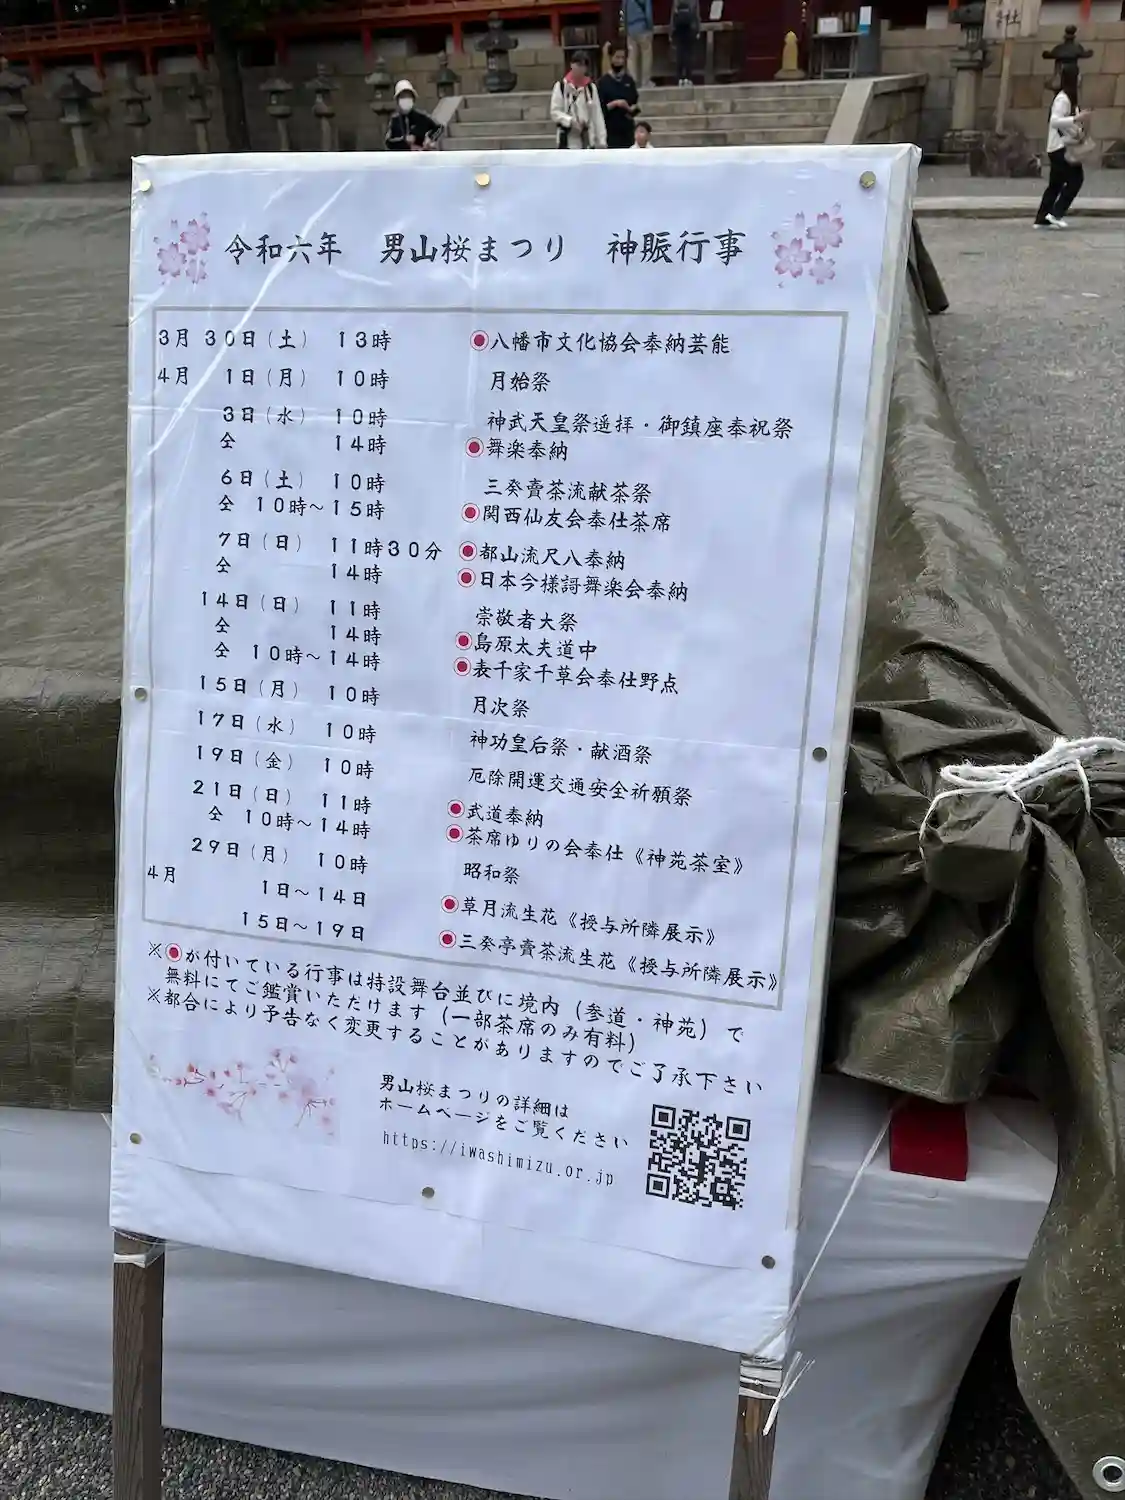 令和六年　男山桜まつり　神賑行事
3月 30日（土） 13時 ◉八幡市文化協会奉納芸能
4月 1日（月） 10時 月始祭
3日（水） 10時 神武天皇祭遥拝・御鎮座奉祝祭
仝 14時 ◉舞楽奉納
6日（土） 10時 三癸賣茶流献茶祭
仝 10時～15時 ◉関西仙友会奉仕茶席
7日（日） 11時30分 ◉都山流尺八奉納
仝 14時 ◉日本今様謌舞楽会奉納
14日（日） 11時 崇敬者大祭
仝 14時 ◉島原太夫道中
仝 10時～14時 ◉表千家千草会奉仕野点
15日（月） 10時 月次祭
17日（水） 10時 神功皇后祭・献酒祭
19日（金） 10時 厄除開運交通安全祈願祭
21日（日） 11時 ◉武道奉納
仝 10時～14時 ◉茶席ゆりの会奉仕《神苑茶室》
29日（月） 10時 昭和祭
4月 1日～14日 ◉草月流生花《授与所隣展示》
15日～19日 ◉三癸亭賣茶流生花《授与所隣展示》
※◉が付いている行事は特設舞台並びに境内（参道・神苑）で
無料にてご鑑賞いただけます（一部茶席のみ有料）
※都合により予告なく変更することがありますのでご了承下さい
男山桜まつりの詳細は
ホームページをご覧ください
https://iwashimizu.or.jp